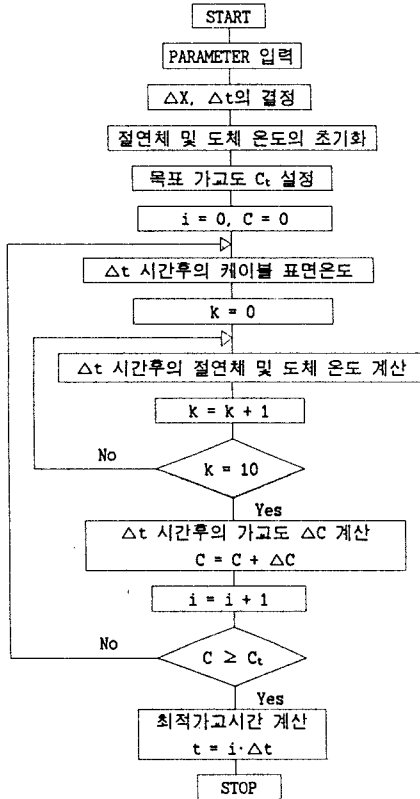 START
PARAMETER 입력
△X, △t의 결정
절연체 및 도체 온도의 초기화
목표 가교도 Cₜ 설정
i = 0, C = 0
△t 시간후의 케이블 표면온도
k = 0
△t 시간후의 절연체 및 도체 온도 계산
k = k + 1
No
k = 10
Yes
△t 시간후의 가교도 △C 계산
C = C + △C
i = i + 1
No
C ≥ Cₜ
Yes
최적가교시간 계산
t = i·△t
STOP